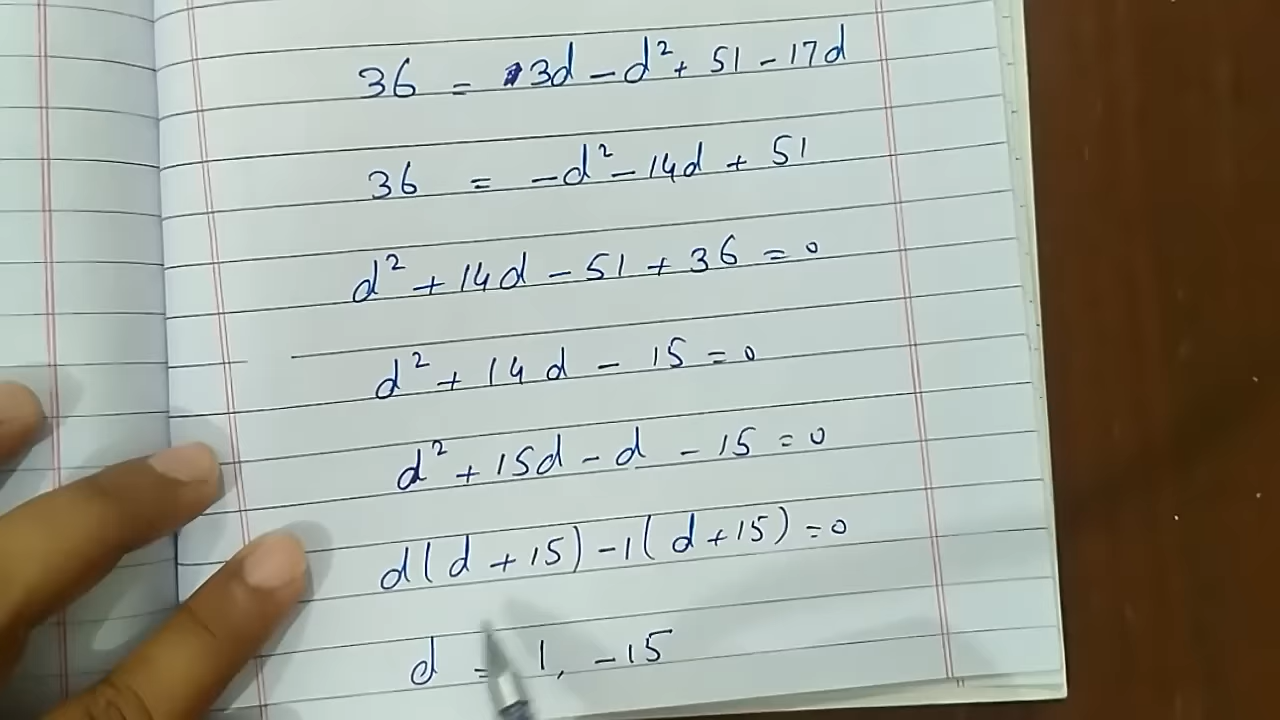 36 = 3d - d² + 51 - 17d
36 = -d² - 14d + 51
d² + 14d - 51 + 36 = 0
d² + 14d - 15 = 0
d² + 15d - d - 15 = 0
d(d + 15) - 1(d + 15) = 0
d = 1, -15